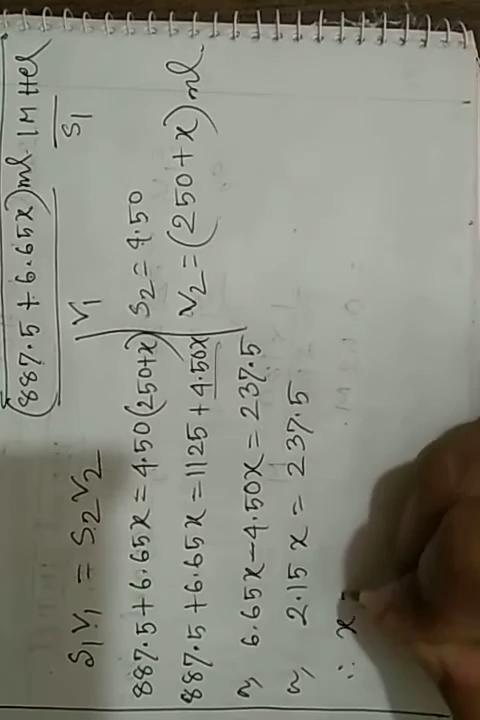 (887.5 + 6.65x) ml 1M HCl
V1 S1
S1V1 = S2V2
S2 = 4.50
887.5 + 6.65x = 4.50(250+x)
V2 = (250+x) ml.
887.5 + 6.65x = 1125 + 4.50x
6.65x - 4.50x = 237.5
2.15x = 237.5
∴ x =